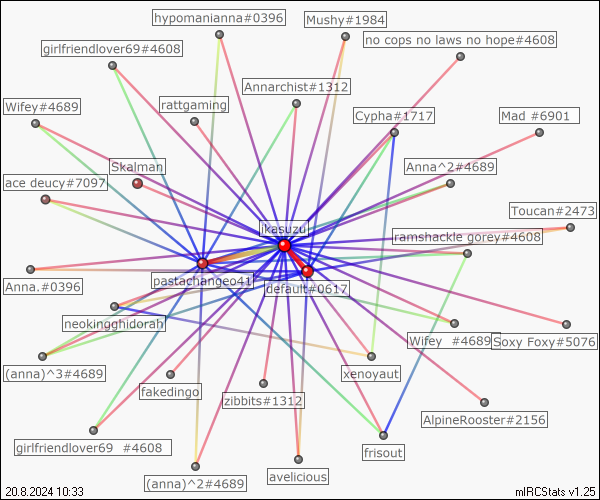 hypomanianna#0396
Mushy#1984
no cops no laws no hope#4608
girlfriendlover69#4608
Annarchist#1312
Wifey#4689
rattgaming
Cypha#1717
Mad #6901
Skalman
Anna^2#4689
ace deucy#7097
Toucan#2473
ikasuzu
ramshackle gorey#4608
pastachangeo41
default#0617
Anna.#0396
neokingghidorah
Wifey  #4689
Soxy Foxy#5076
(anna)^3#4689
xenoyaut
fakedingo
zibbits#1312
AlpineRooster#2156
girlfriendlover69  #4608
frisout
(anna)^2#4689
avelicious
20.8.2024 10:33
mIRCStats v1.25